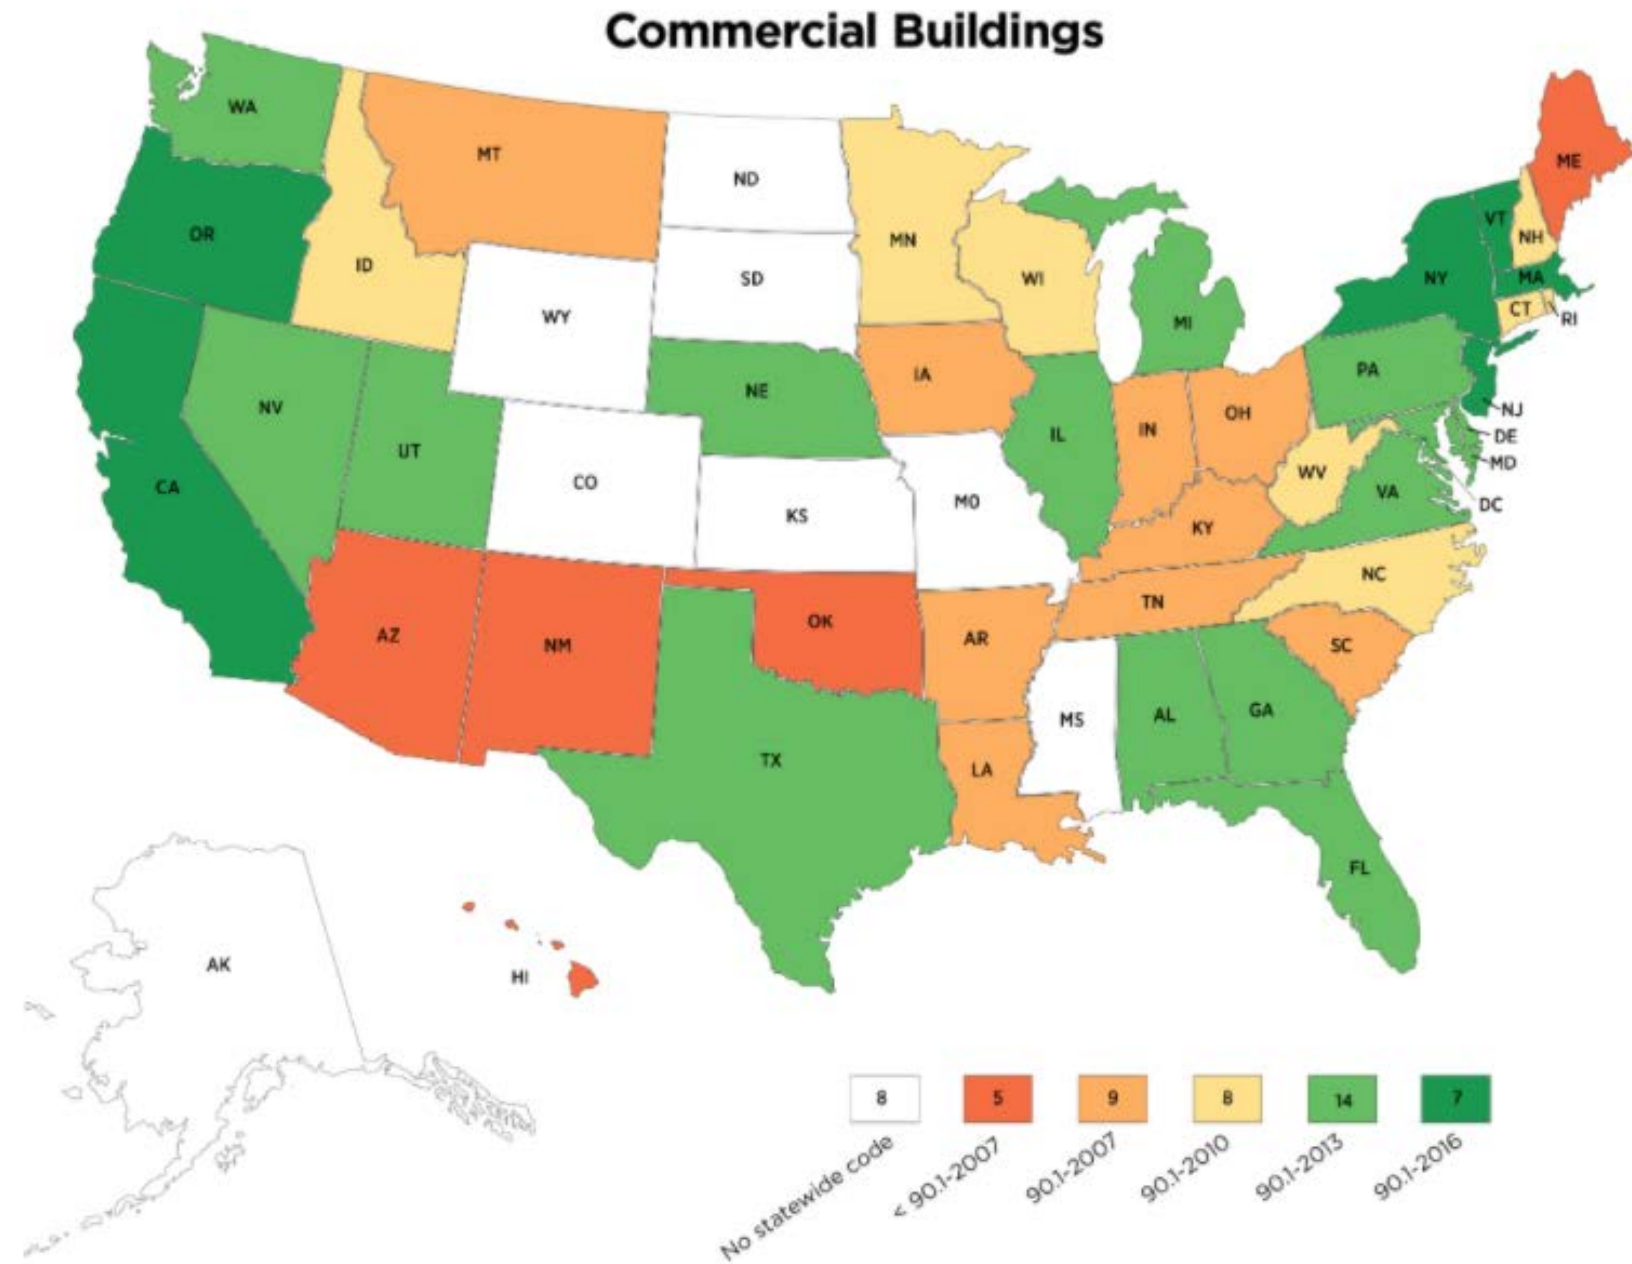 Commercial Buildings
WA
MT
ND
ME
OR
ID
MN
VT
NH
SD
WI
NY
MA
WY
MI
CT
RI
NE
IA
PA
NV
UT
IL
IN
OH
NJ
DE
MD
CA
CO
KS
MO
WV
VA
DC
KY
NC
TN
AZ
NM
OK
AR
SC
MS
AL
GA
TX
LA
FL
AK
HI
8 5 9 8 14 7
No statewide code
< 90.1-2007
90.1-2007
90.1-2010
90.1-2013
90.1-2016